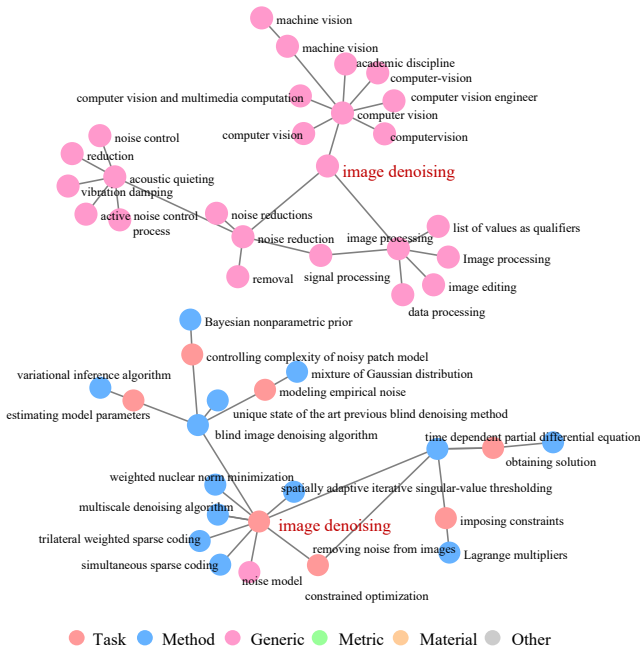 machine vision
machine vision
academic discipline
computer-vision
computer vision and multimedia computation
computer vision engineer
computer vision
computer vision
computervision
noise control
reduction
image denoising
acoustic quieting
vibration damping
active noise control
noise reductions
process
list of values as qualifiers
noise reduction
image processing
Image processing
removal
signal processing
image editing
data processing
Bayesian nonparametric prior
controlling complexity of noisy patch model
variational inference algorithm
mixture of Gaussian distribution
modeling empirical noise
estimating model parameters
unique state of the art previous blind denoising method
blind image denoising algorithm
time dependent partial differential equation
obtaining solution
weighted nuclear norm minimization
spatially adaptive iterative singular-value thresholding
multiscale denoising algorithm
image denoising
imposing constraints
trilateral weighted sparse coding
removing noise from images
Lagrange multipliers
simultaneous sparse coding
noise model
constrained optimization
Task Method Generic Metric Material Other